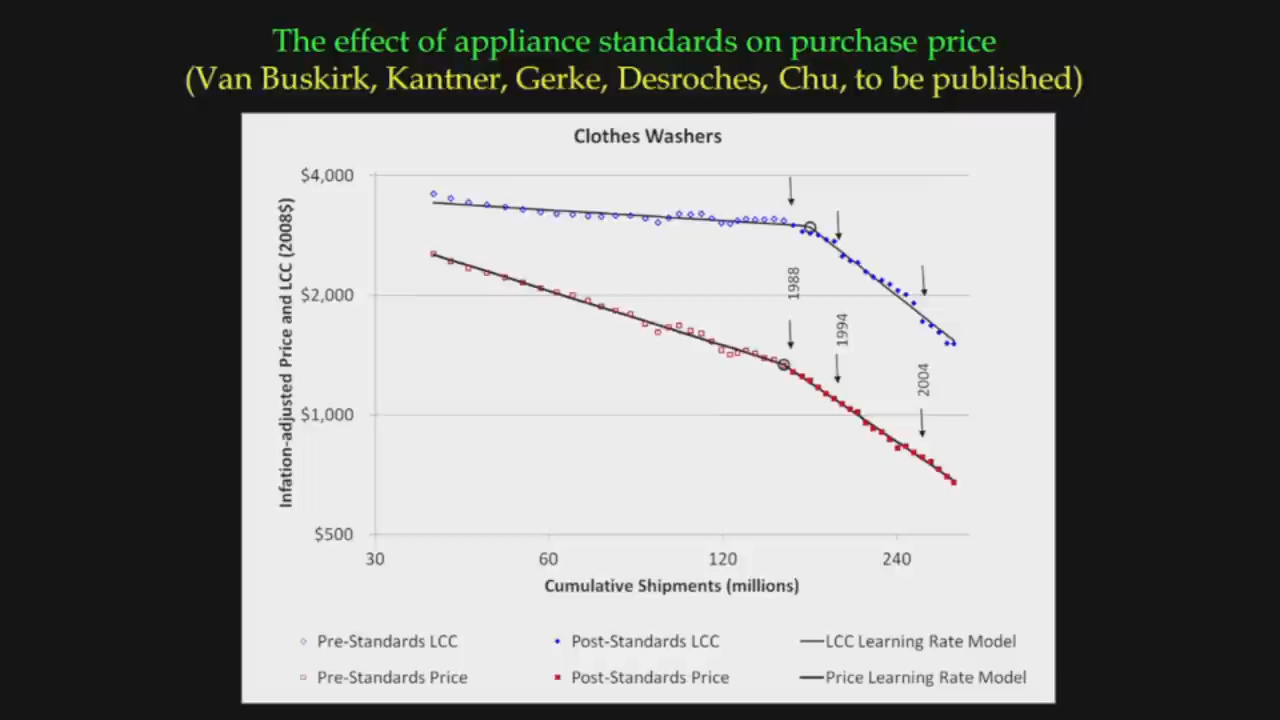 The effect of appliance standards on purchase price
(Van Buskirk, Kantner, Gerke, Desroches, Chu, to be published)
Clothes Washers
Infation-adjusted Price and LCC (2008$)
$4,000
$2,000
$1,000
$500
1988
1994
2004
30 60 120 240
Cumulative Shipments (millions)
Pre-Standards LCC Post-Standards LCC LCC Learning Rate Model
Pre-Standards Price Post-Standards Price Price Learning Rate Model